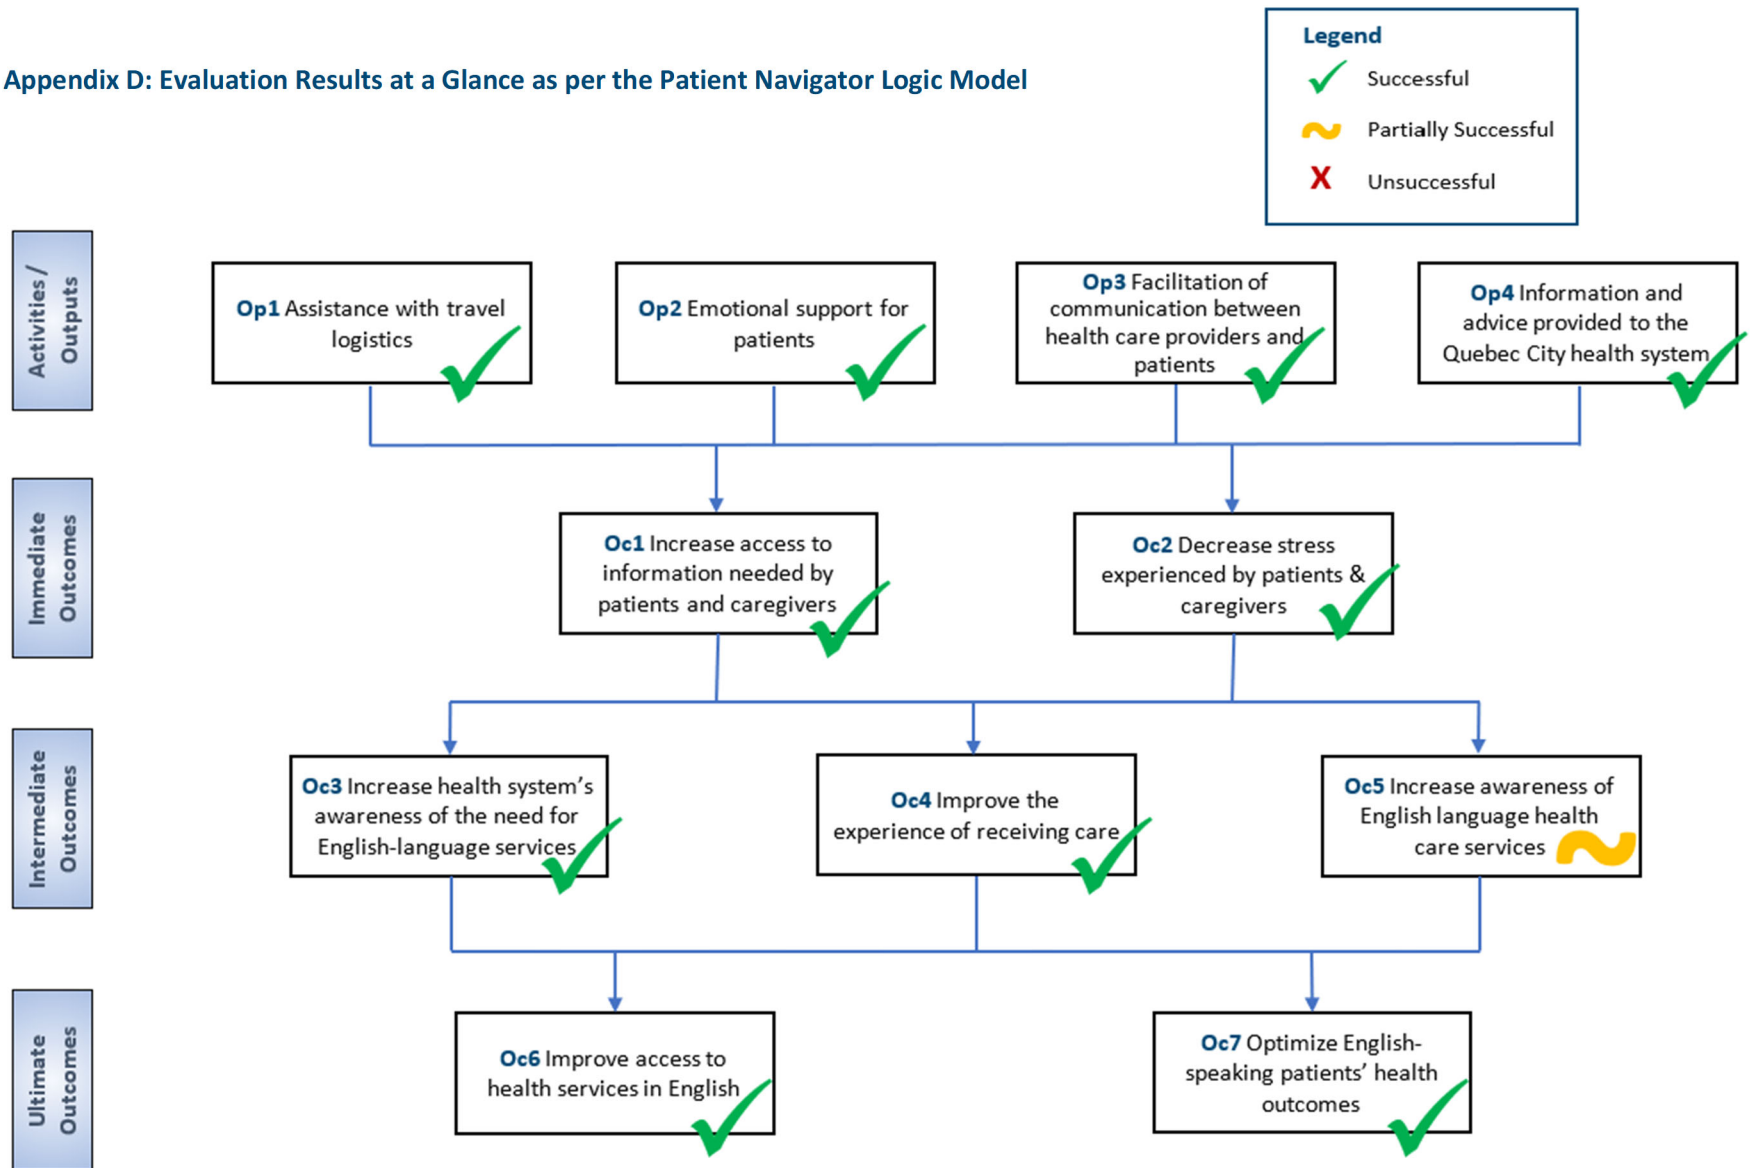 Legend
Successful
Partially Successful
X Unsuccessful
Appendix D: Evaluation Results at a Glance as per the Patient Navigator Logic Model
Activities /
Outputs
Op1 Assistance with travel
logistics
Op2 Emotional support for
patients
Op3 Facilitation of
communication between
health care providers and
patients
Op4 Information and
advice provided to the
Quebec City health system
Immediate
Outcomes
Oc1 Increase access to
information needed by
patients and caregivers
Oc2 Decrease stress
experienced by patients &
caregivers
Intermediate
Outcomes
Oc3 Increase health system’s
awareness of the need for
English-language services
Oc4 Improve the
experience of receiving care
Oc5 Increase awareness of
English language health
care services
Ultimate
Outcomes
Oc6 Improve access to
health services in English
Oc7 Optimize English-
speaking patients’ health
outcomes